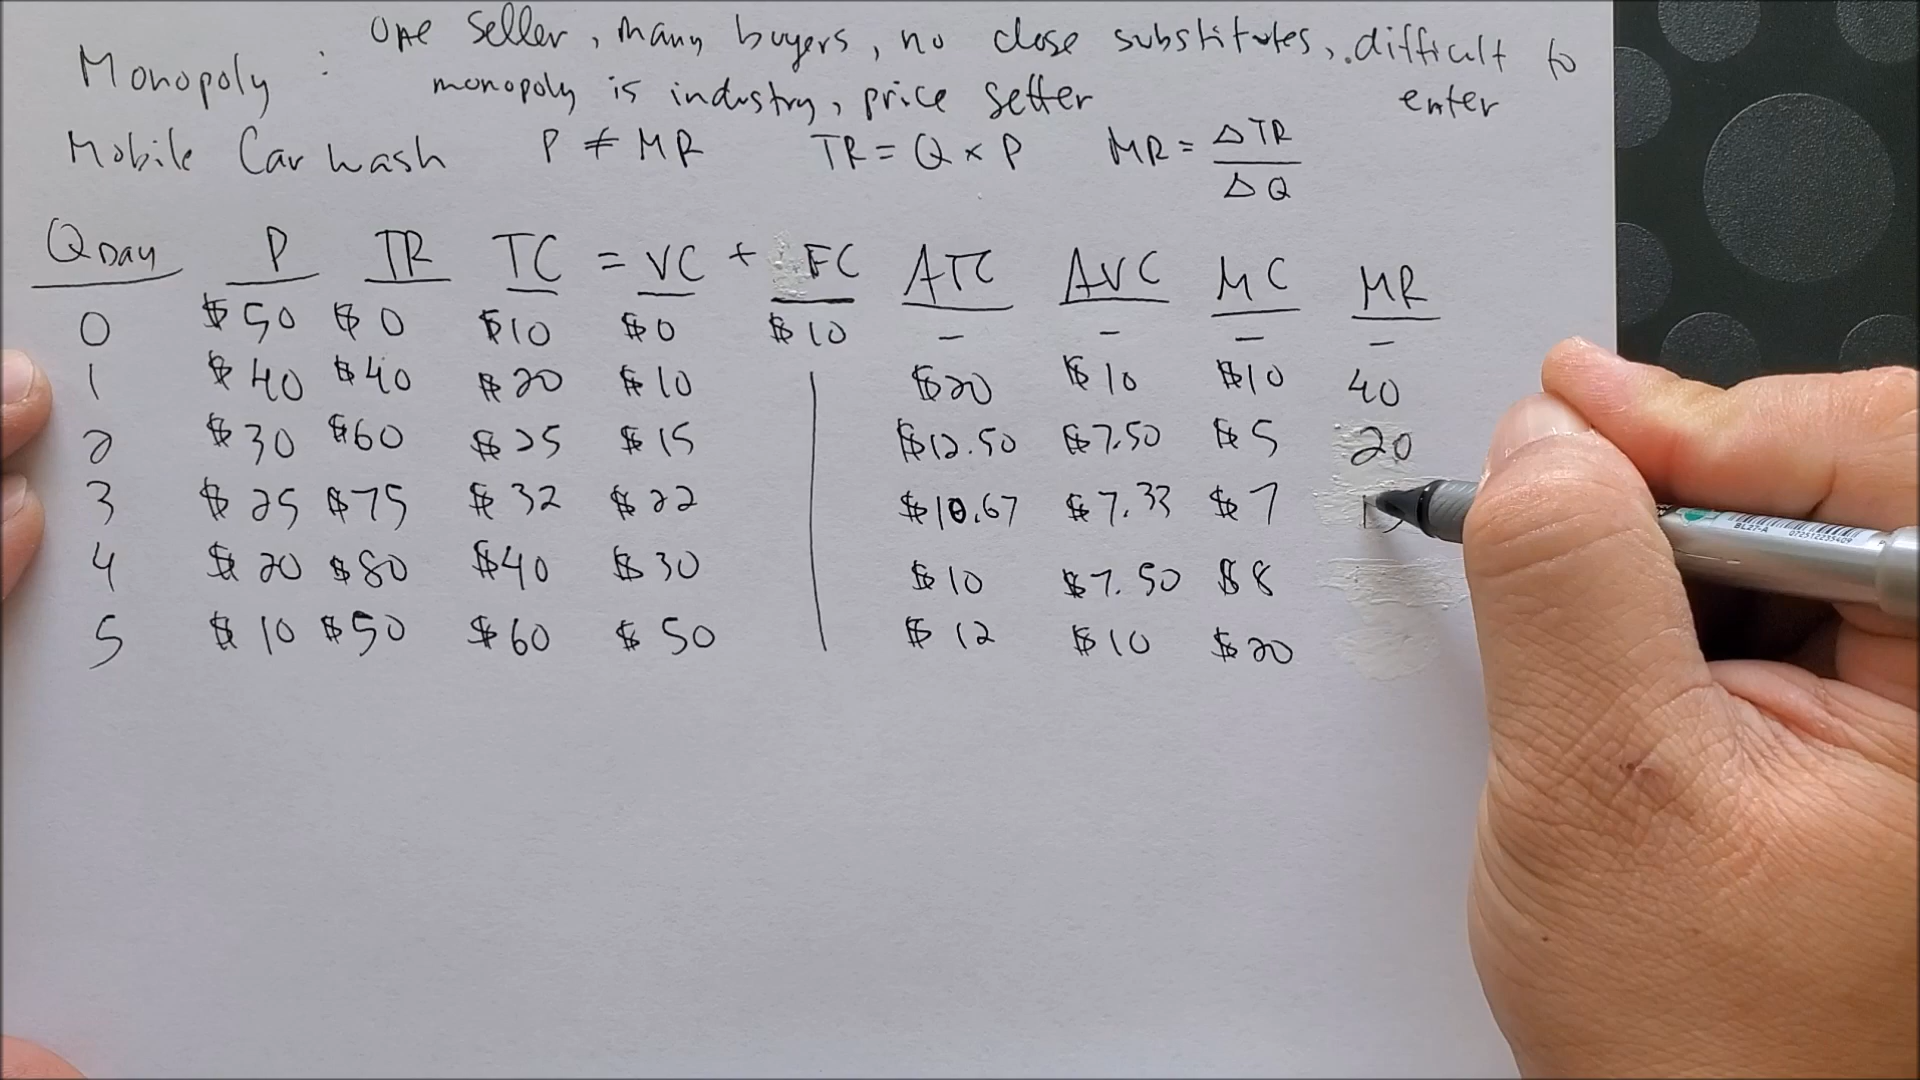 one seller, many buyers, no close substitutes, difficult to enter
Monopoly : monopoly is industry, price setter
Mobile Car wash P ≠ MR TR = Q × P MR = ΔTR / ΔQ
Q Day P TR TC = VC + FC ATC AVC MC MR
0 $50 $0 $10 $0 $10 - - - -
1 $40 $40 $20 $10 $20 $10 $10 40
2 $30 $60 $25 $15 $12.50 $7.50 $5 20
3 $25 $75 $32 $22 $10.67 $7.33 $7
4 $20 $80 $40 $30 $10 $7.50 $8
5 $10 $50 $60 $50 $12 $10 $20
BL27-A
072512235409